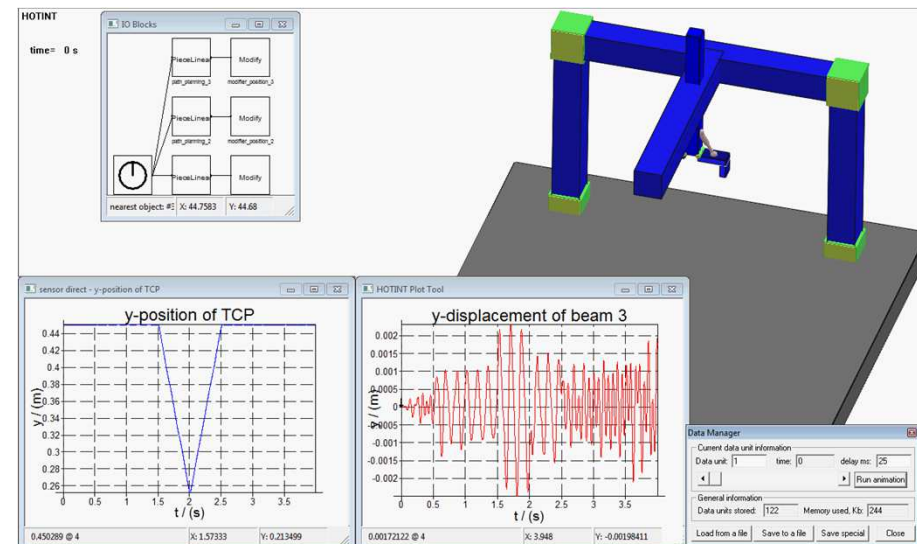 HOTINT
time= 0 s
IO Blocks
PieceLinear Modify
path_planning_3 modifier_position_3
PieceLinear Modify
path_planning_2 modifier_position_2
PieceLinear Modify
nearest object: #3 X: 44.7583 Y: 44.68
sensor direct - y-position of TCP
y-position of TCP
0.44
0.42
0.4
0.38
0.36
0.34
0.32
0.3
0.28
0.26
y / (m)
0 0.5 1 1.5 2 2.5 3 3.5
t / (s)
0.450289 @ 4 X: 1.57333 Y: 0.213499
HOTINT Plot Tool
y-displacement of beam 3
0.002
0.0015
0.001
0.0005
0
-0.0005
-0.001
-0.0015
-0.002
y / (m)
0 0.5 1 1.5 2 2.5 3 3.5
t / (s)
0.00172122 @ 4 X: 3.948 Y: -0.00198411
Data Manager
Current data unit information
Data unit: 1 time: 0 delay ms: 25
Run animation
General information
Data units stored: 122 Memory used, Kb: 244
Load from a file Save to a file Save special Close